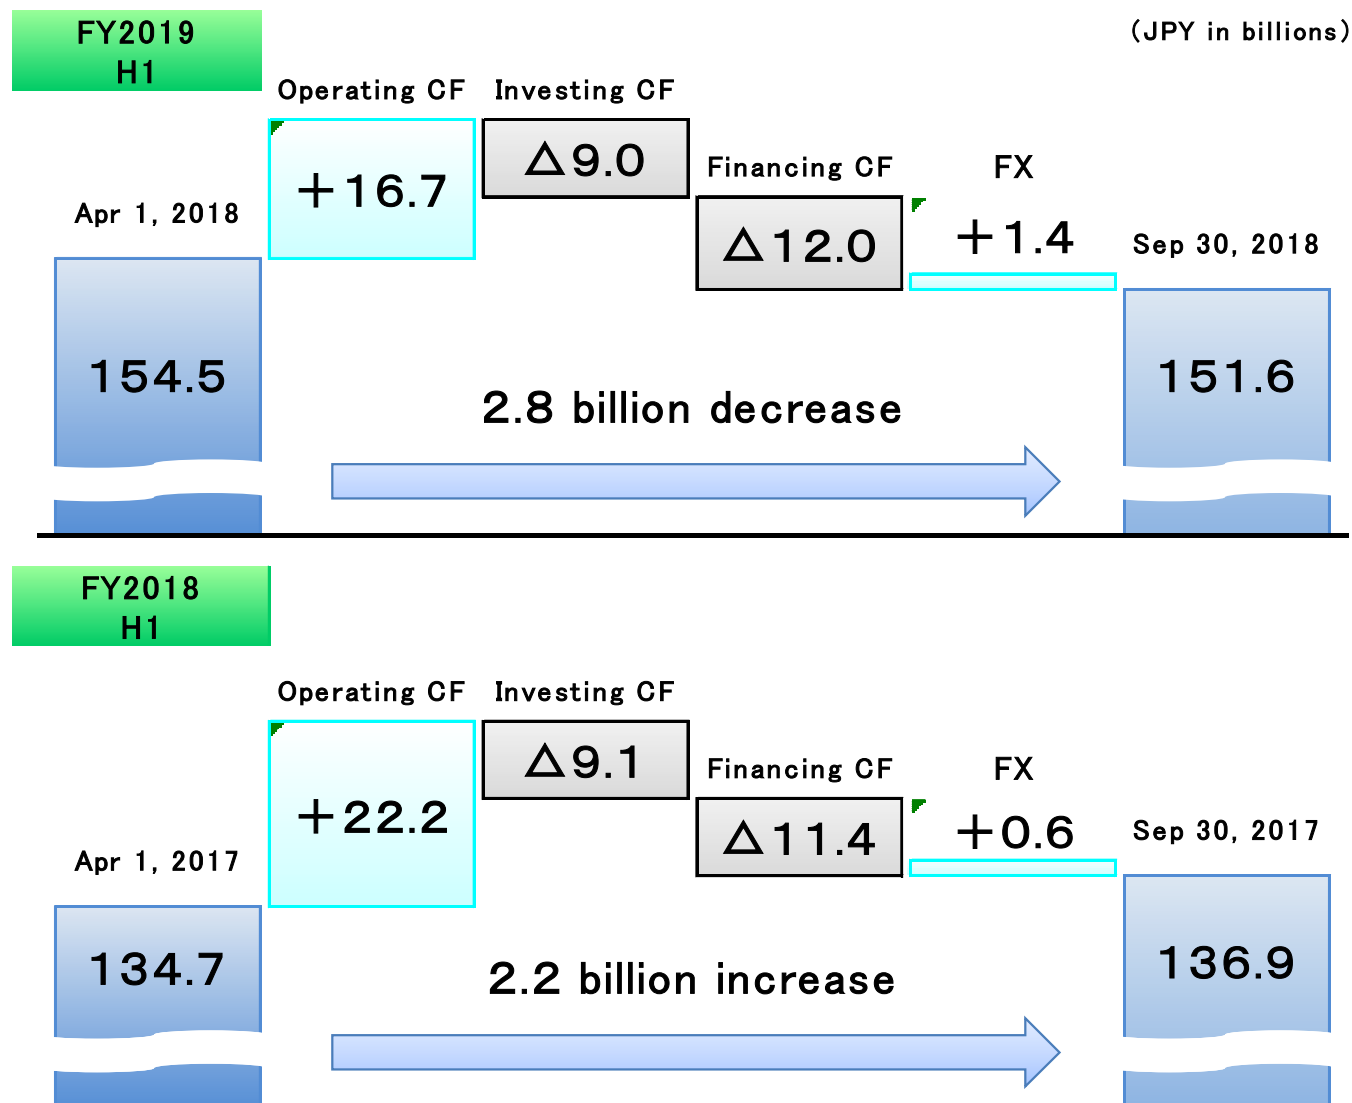 FY2019
H1
（JPY in billions）
Operating CF
Investing CF
Financing CF
FX
Apr 1, 2018
＋16.7
△9.0
△12.0
＋1.4
Sep 30, 2018
154.5
151.6
2.8 billion decrease
FY2018
H1
Operating CF
Investing CF
Financing CF
FX
Apr 1, 2017
＋22.2
△9.1
△11.4
＋0.6
Sep 30, 2017
134.7
136.9
2.2 billion increase